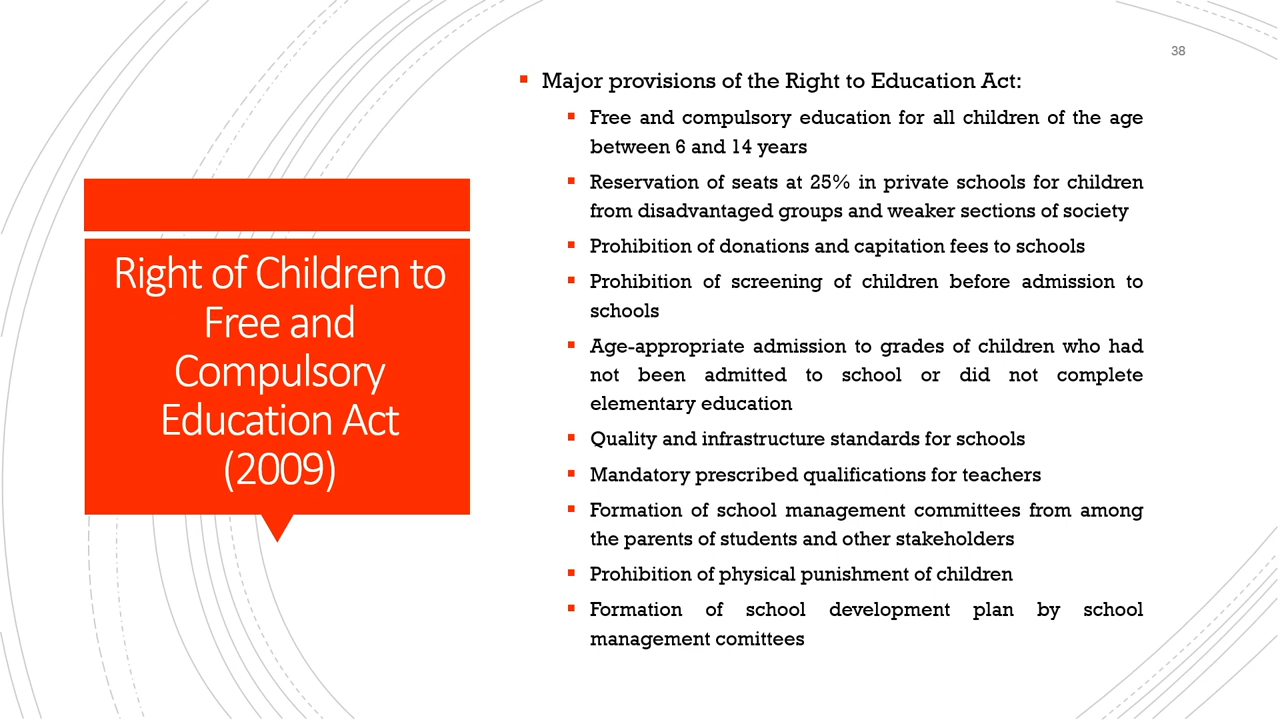 38
Right of Children to
Free and
Compulsory
Education Act
(2009)
Major provisions of the Right to Education Act:
Free and compulsory education for all children of the age
between 6 and 14 years
Reservation of seats at 25% in private schools for children
from disadvantaged groups and weaker sections of society
Prohibition of donations and capitation fees to schools
Prohibition of screening of children before admission to
schools
Age-appropriate admission to grades of children who had
not been admitted to school or did not complete
elementary education
Quality and infrastructure standards for schools
Mandatory prescribed qualifications for teachers
Formation of school management committees from among
the parents of students and other stakeholders
Prohibition of physical punishment of children
Formation of school development plan by school
management comittees